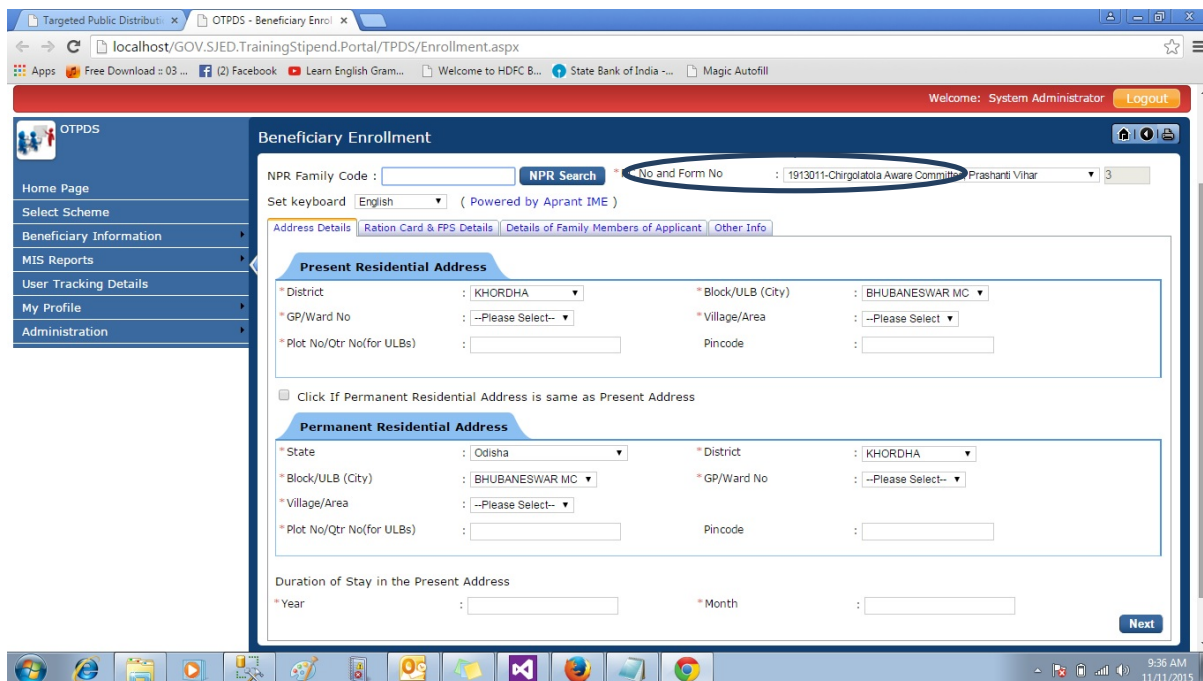 Targeted Public Distributi × OTPDS - Beneficiary Enrol ×
localhost/GOV.SJED.TrainingStipend.Portal/TPDS/Enrollment.aspx
Apps Free Download :: 03 ... (2) Facebook Learn English Gram... Welcome to HDFC B... State Bank of India -... Magic Autofill
Welcome: System Administrator Logout
OTPDS
Home Page
Select Scheme
Beneficiary Information
MIS Reports
User Tracking Details
My Profile
Administration
Beneficiary Enrollment
NPR Family Code : NPR Search * No and Form No : 1913011-Chirgolatola Aware Committee, Prashanti Vihar 3
Set keyboard English ( Powered by Aprant IME )
Address Details Ration Card & FPS Details Details of Family Members of Applicant Other Info
Present Residential Address
* District : KHORDHA * Block/ULB (City) : BHUBANESWAR MC
* GP/Ward No : --Please Select-- * Village/Area : --Please Select
* Plot No/Qtr No(for ULBs) : Pincode :
Click If Permanent Residential Address is same as Present Address
Permanent Residential Address
* State : Odisha * District : KHORDHA
* Block/ULB (City) : BHUBANESWAR MC * GP/Ward No : --Please Select--
* Village/Area : --Please Select--
* Plot No/Qtr No(for ULBs) : Pincode :
Duration of Stay in the Present Address
* Year : * Month :
Next
9:36 AM
11/11/2015